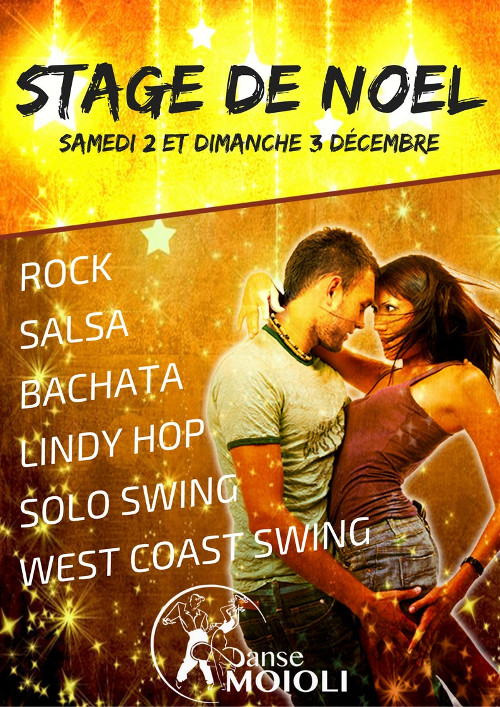 STAGE DE NOEL
SAMEDI 2 ET DIMANCHE 3 DÉCEMBRE
ROCK
SALSA
BACHATA
LINDY HOP
SOLO SWING
WEST COAST SWING
Danse
MOIOLI